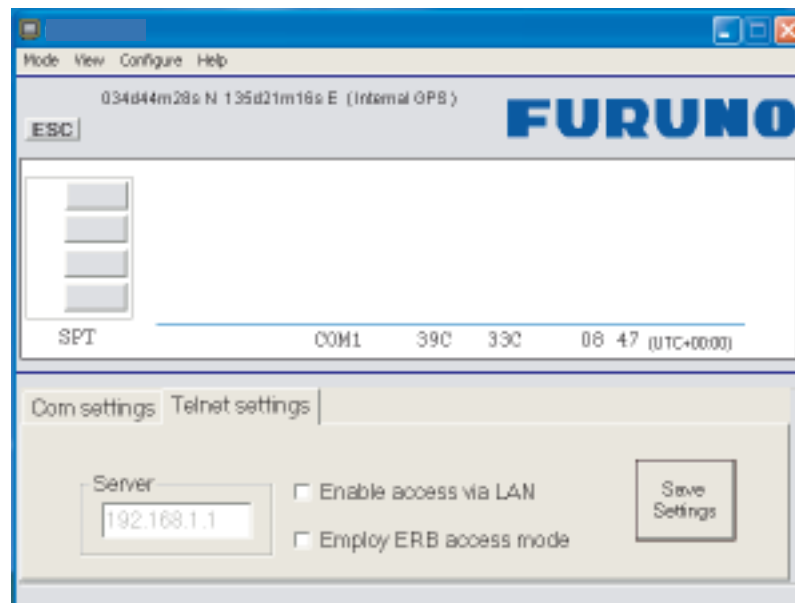 Mode View Configure Help
034d44m28s N 135d21m16s E (Internal GPS)
ESC
FURUNO
SPT COM1 39C 33C 08 47 (UTC+00:00)
Com settings Telnet settings
Server
192.168.1.1
Enable access via LAN
Employ ERB access mode
Save
Settings